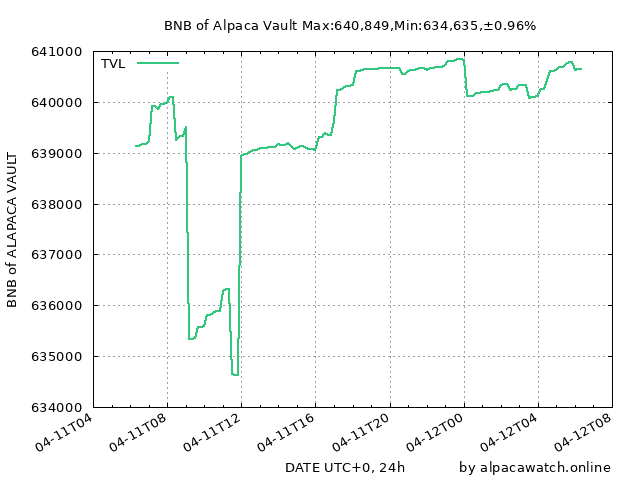 BNB of Alpaca Vault Max:640,849,Min:634,635,±0.96%
TVL
641000
640000
639000
638000
637000
636000
635000
634000
BNB of ALAPACA VAULT
04-11T04
04-11T08
04-11T12
04-11T16
04-11T20
04-12T00
04-12T04
04-12T08
DATE UTC+0, 24h
by alpacawatch.online